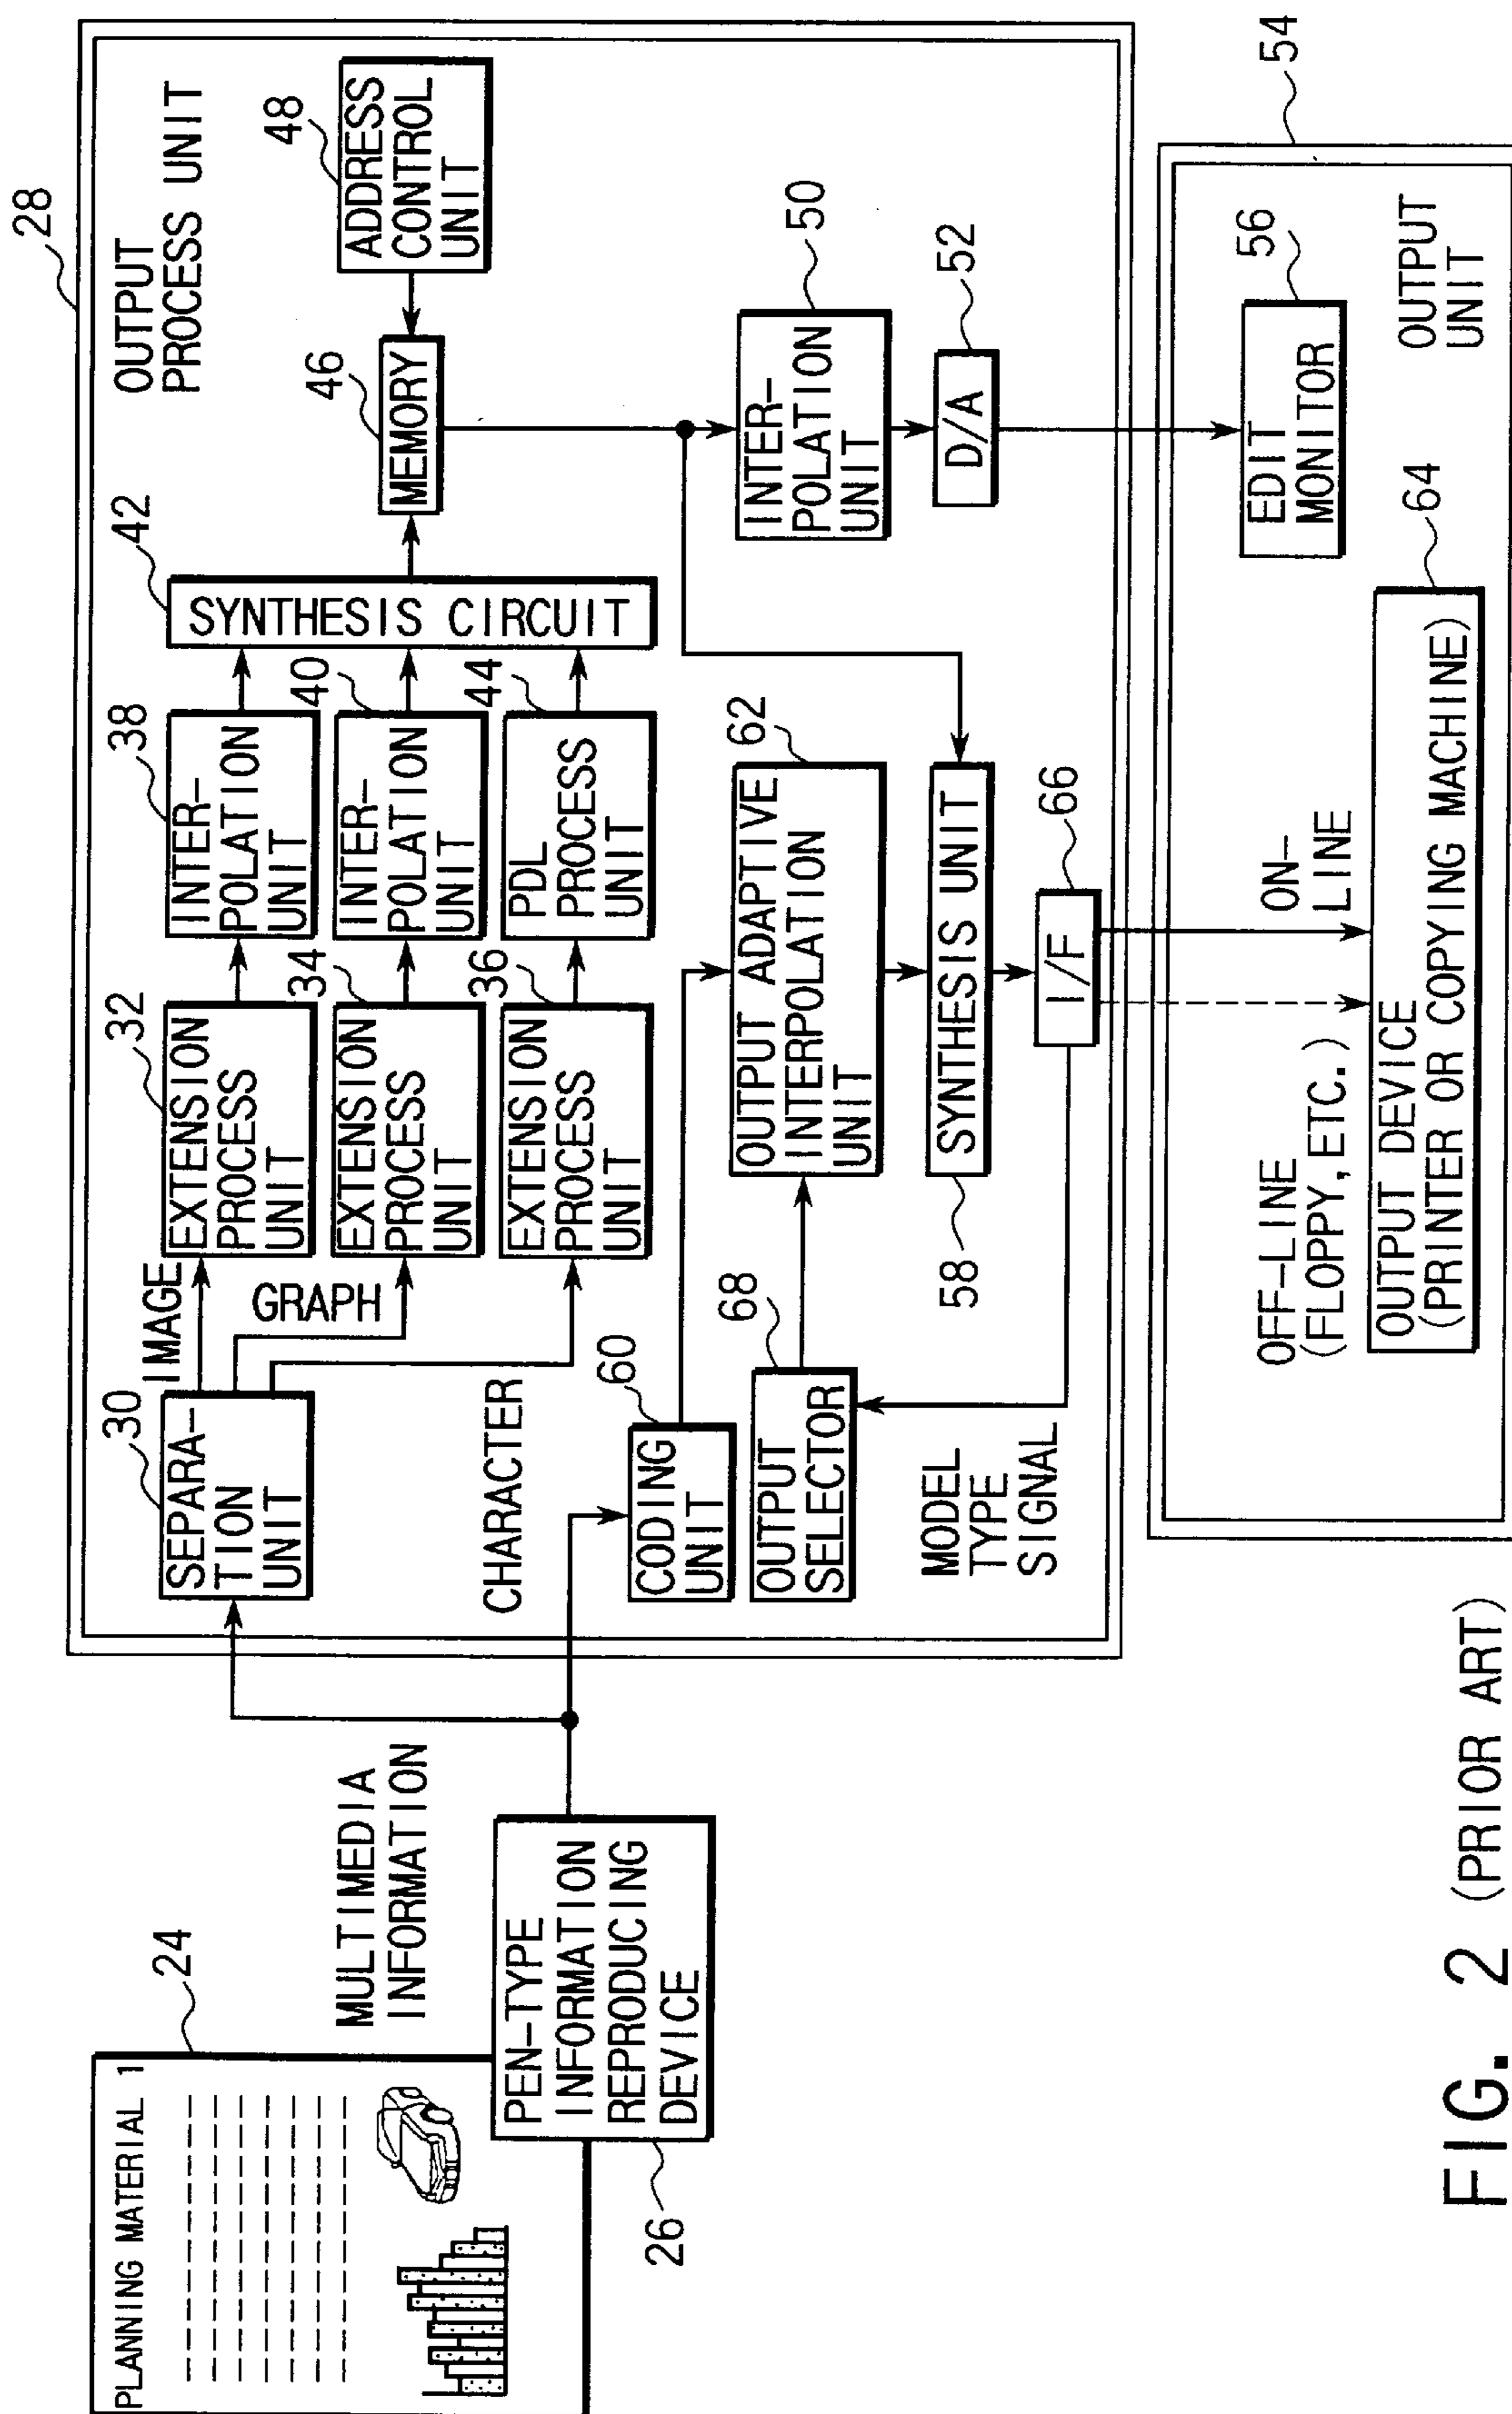 PLANNING MATERIAL 1
24
PEN-TYPE
INFORMATION
REPRODUCING
DEVICE
26
MULTIMEDIA
INFORMATION
28
OUTPUT
PROCESS UNIT
30
SEPARA-
TION
UNIT
IMAGE
GRAPH
CHARACTER
32
EXTENSION
PROCESS
UNIT
34
EXTENSION
PROCESS
UNIT
36
EXTENSION
PROCESS
UNIT
38
INTER-
POLATION
UNIT
40
INTER-
POLATION
UNIT
44
PDL
PROCESS
UNIT
42
SYNTHESIS CIRCUIT
46
MEMORY
48
ADDRESS
CONTROL
UNIT
60
CODING
UNIT
68
OUTPUT
SELECTOR
MODEL
TYPE
SIGNAL
62
OUTPUT ADAPTIVE
INTERPOLATION
UNIT
58
SYNTHESIS UNIT
66
I/F
50
INTER-
POLATION
UNIT
52
D/A
54
OUTPUT
UNIT
56
EDIT
MONITOR
OFF-LINE
(FLOPPY,ETC.)
ON-
LINE
64
OUTPUT DEVICE
(PRINTER OR COPYING MACHINE)
FIG. 2 (PRIOR ART)